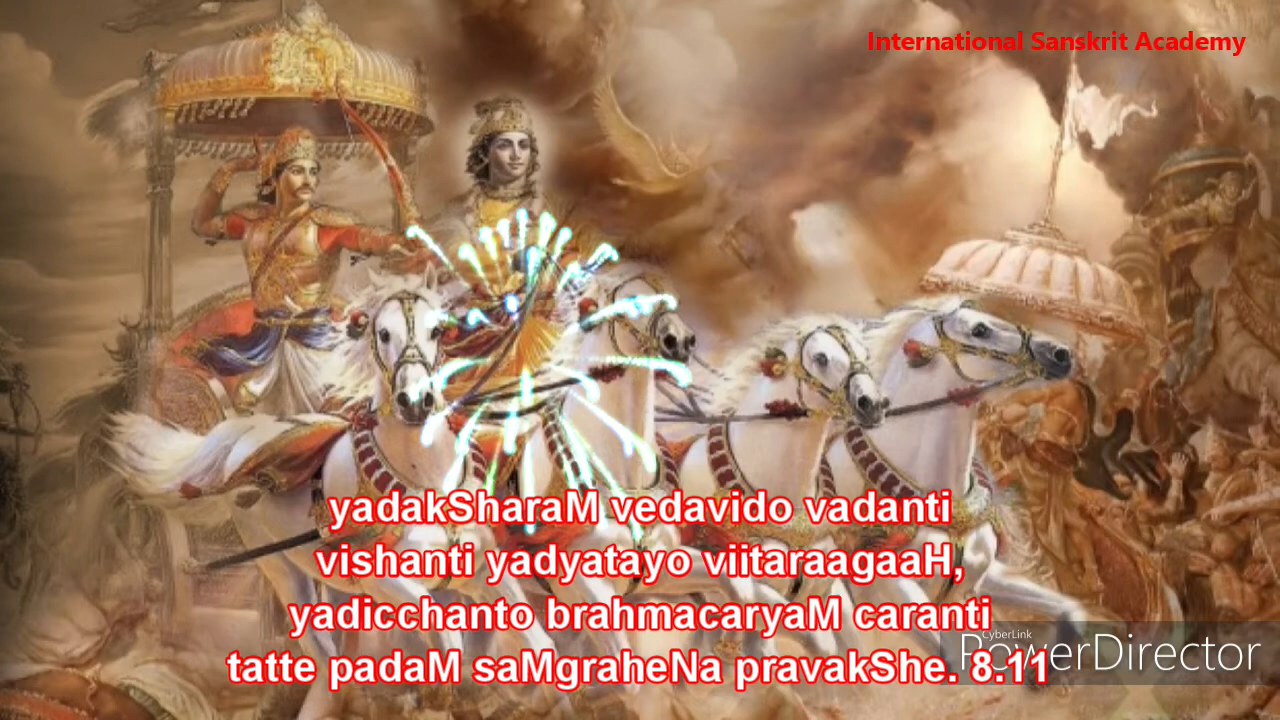 International Sanskrit Academy
yadakSharaM vedavido vadanti
vishanti yadyatayo viitaraagaaH,
yadicchanto brahmacaryaM caranti
tatte padaM saMgraheNa pravakShe. 8.11
CyberLink
PowerDirector